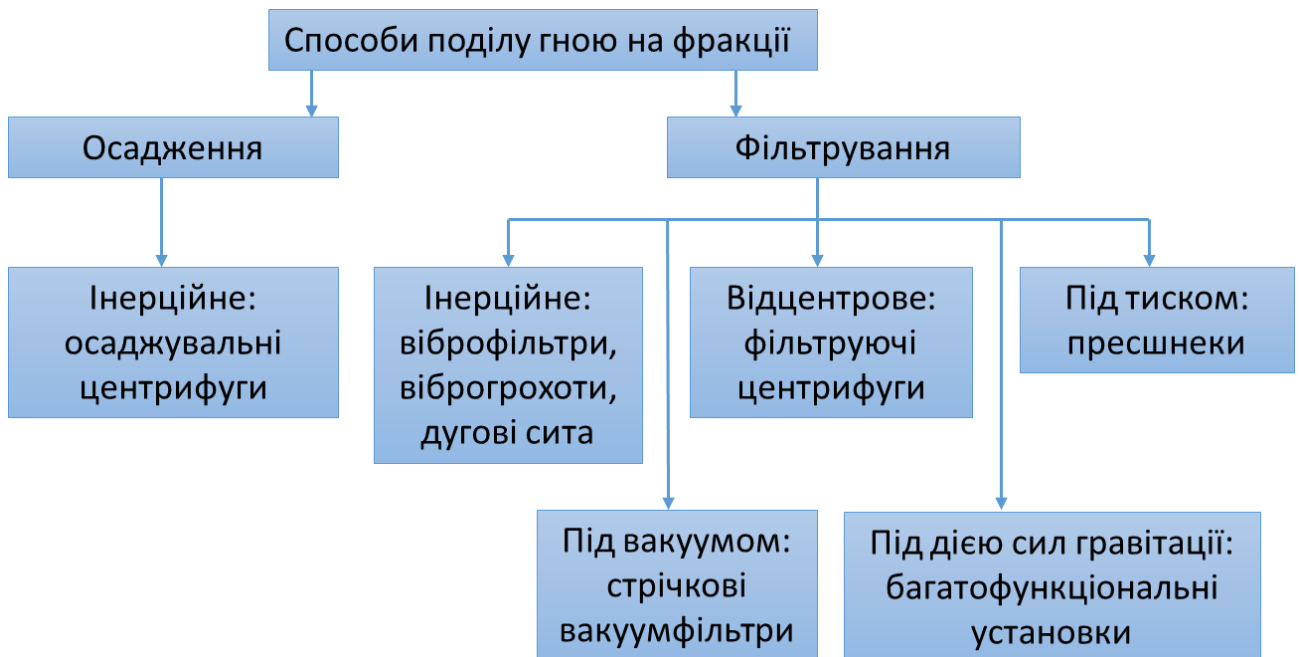 Способи поділу гною на фракції
Осадження
Фільтрування
Інерційне:
осаджувальні
центрифуги
Інерційне:
віброфільтри,
віброгрохоти,
дугові сита
Відцентрове:
фільтруючі
центрифуги
Під тиском:
пресшнеки
Під вакуумом:
стрічкові
вакуумфільтри
Під дією сил гравітації:
багатофункціональні
установки